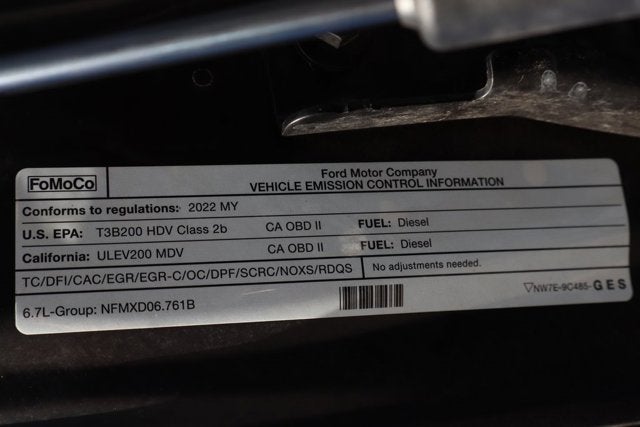 FoMoCo
Ford Motor Company
VEHICLE EMISSION CONTROL INFORMATION
Conforms to regulations: 2022 MY
U.S. EPA: T3B200 HDV Class 2b CA OBD II FUEL: Diesel
California: ULEV200 MDV CA OBD II FUEL: Diesel
TC/DFI/CAC/EGR/EGR-C/OC/DPF/SCRC/NOXS/RDQS No adjustments needed.
6.7L-Group: NFMXD06.761B
▽NW7E-9C485-GES